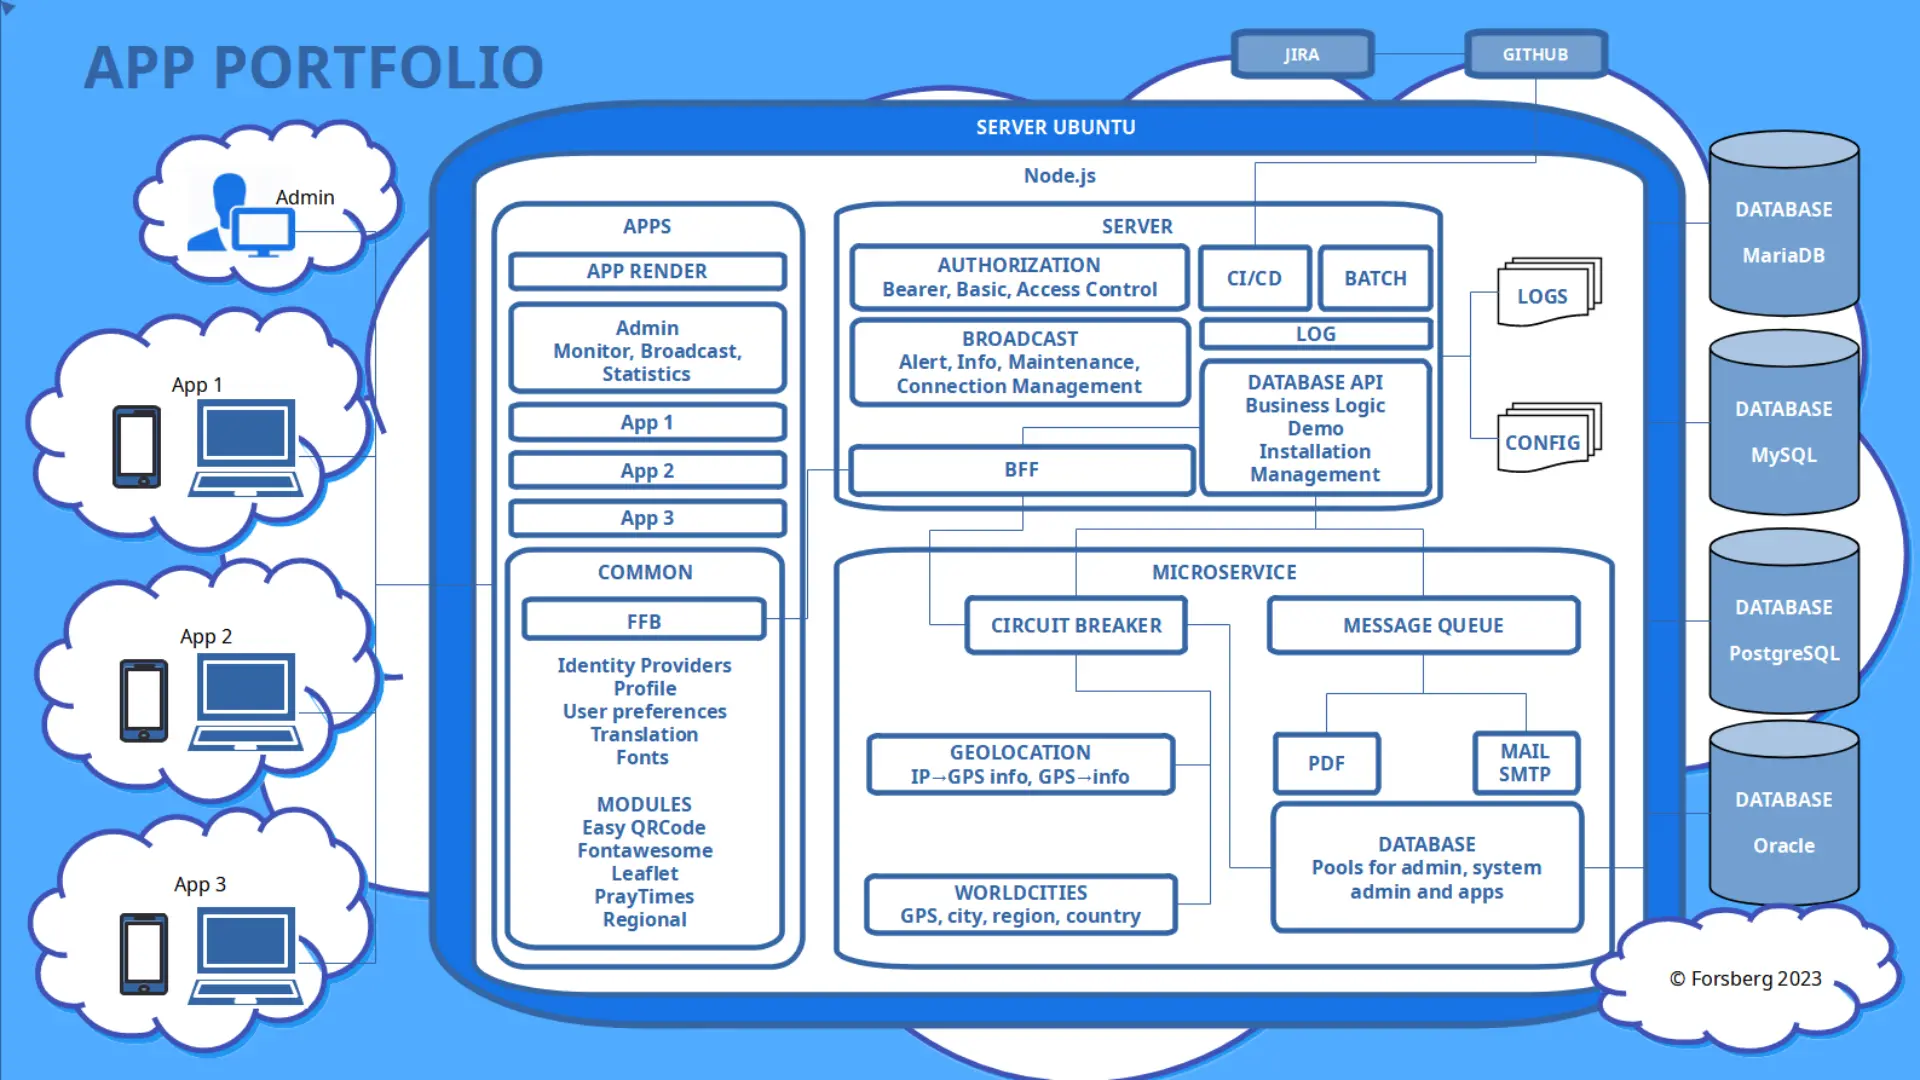 APP PORTFOLIO
JIRA
GITHUB
SERVER UBUNTU
Node.js
Admin
App 1
App 2
App 3
APPS
APP RENDER
Admin
Monitor, Broadcast,
Statistics
App 1
App 2
App 3
COMMON
FFB
Identity Providers
Profile
User preferences
Translation
Fonts
MODULES
Easy QRCode
Fontawesome
Leaflet
PrayTimes
Regional
SERVER
AUTHORIZATION
Bearer, Basic, Access Control
CI/CD
BATCH
BROADCAST
Alert, Info, Maintenance,
Connection Management
LOG
DATABASE API
Business Logic
Demo
Installation
Management
BFF
LOGS
CONFIG
MICROSERVICE
CIRCUIT BREAKER
MESSAGE QUEUE
GEOLOCATION
IP→GPS info, GPS→info
PDF
MAIL
SMTP
WORLDCITIES
GPS, city, region, country
DATABASE
Pools for admin, system
admin and apps
DATABASE
MariaDB
DATABASE
MySQL
DATABASE
PostgreSQL
DATABASE
Oracle
© Forsberg 2023